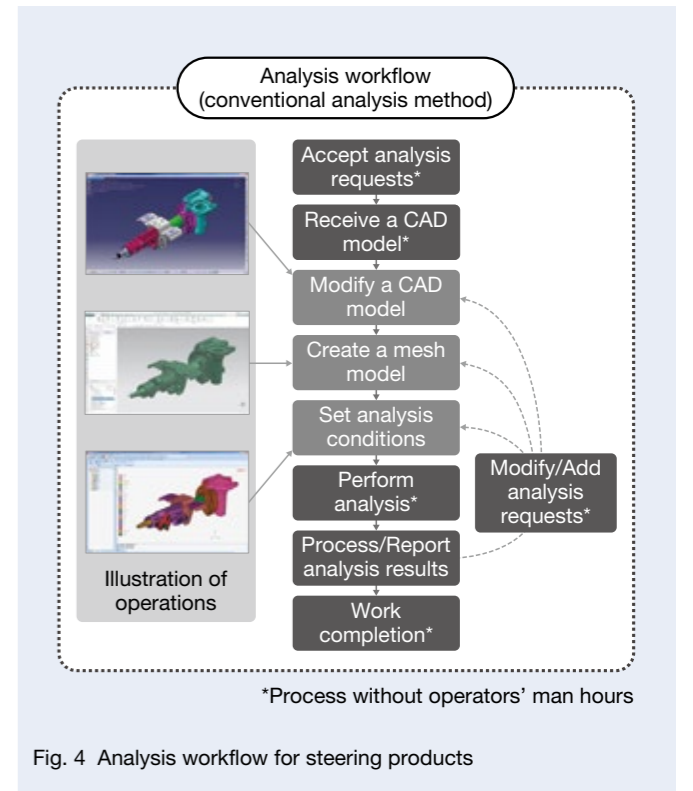 Analysis workflow
(conventional analysis method)
Accept analysis
requests*
Receive a CAD
model*
Modify a CAD
model
Create a mesh
model
Set analysis
conditions
Perform
analysis*
Process/Report
analysis results
Work
completion*
Modify/Add
analysis
requests*
Illustration of
operations
*Process without operators' man hours
Fig. 4 Analysis workflow for steering products